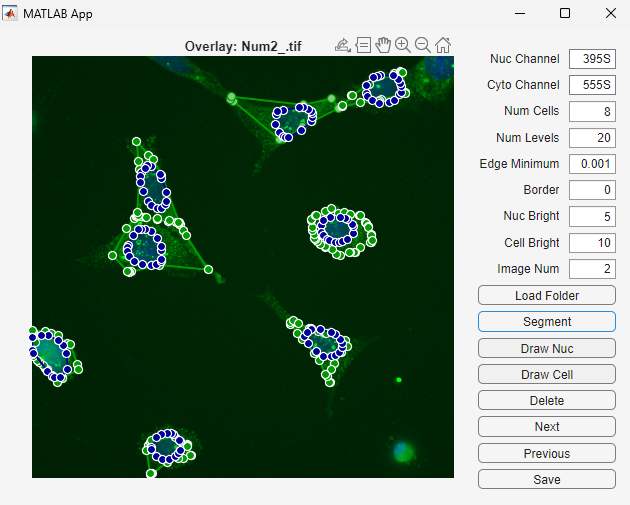 MATLAB App
Overlay: Num2_.tif
Nuc Channel 395S
Cyto Channel 555S
Num Cells 8
Num Levels 20
Edge Minimum 0.001
Border 0
Nuc Bright 5
Cell Bright 10
Image Num 2
Load Folder
Segment
Draw Nuc
Draw Cell
Delete
Next
Previous
Save